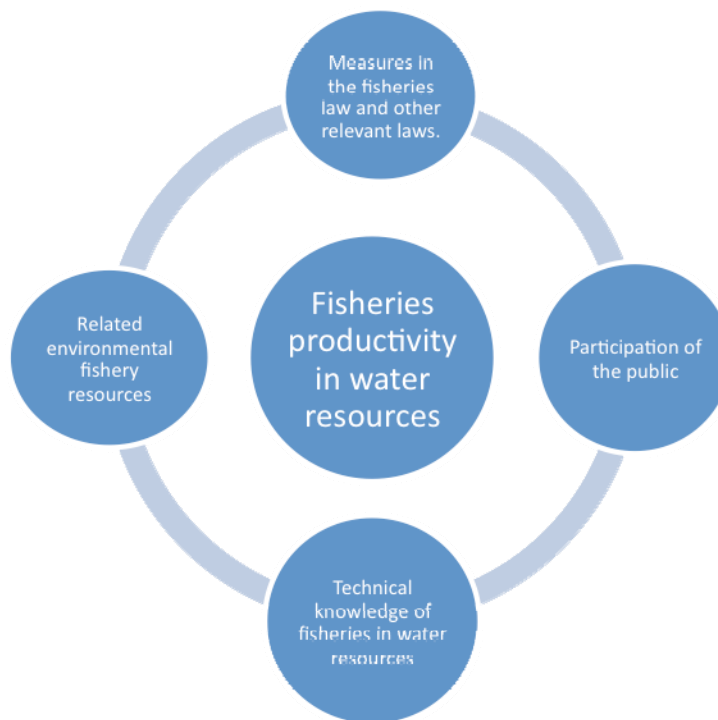 Measures in
the fisheries
law and other
relevant laws.
Related
environmental
fishery
resources
Fisheries
productivity
in water
resources
Participation of
the public
Technical
knowledge of
fisheries in water
resources